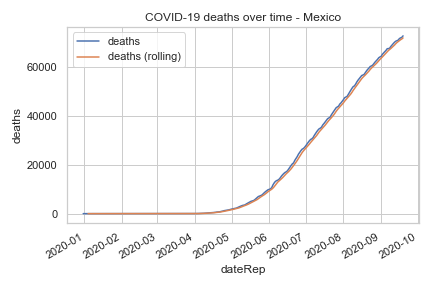 COVID-19 deaths over time - Mexico
deaths
deaths (rolling)
60000
40000
20000
0
deaths
2020-01
2020-02
2020-03
2020-04
2020-05
2020-06
2020-07
2020-08
2020-09
2020-10
dateRep